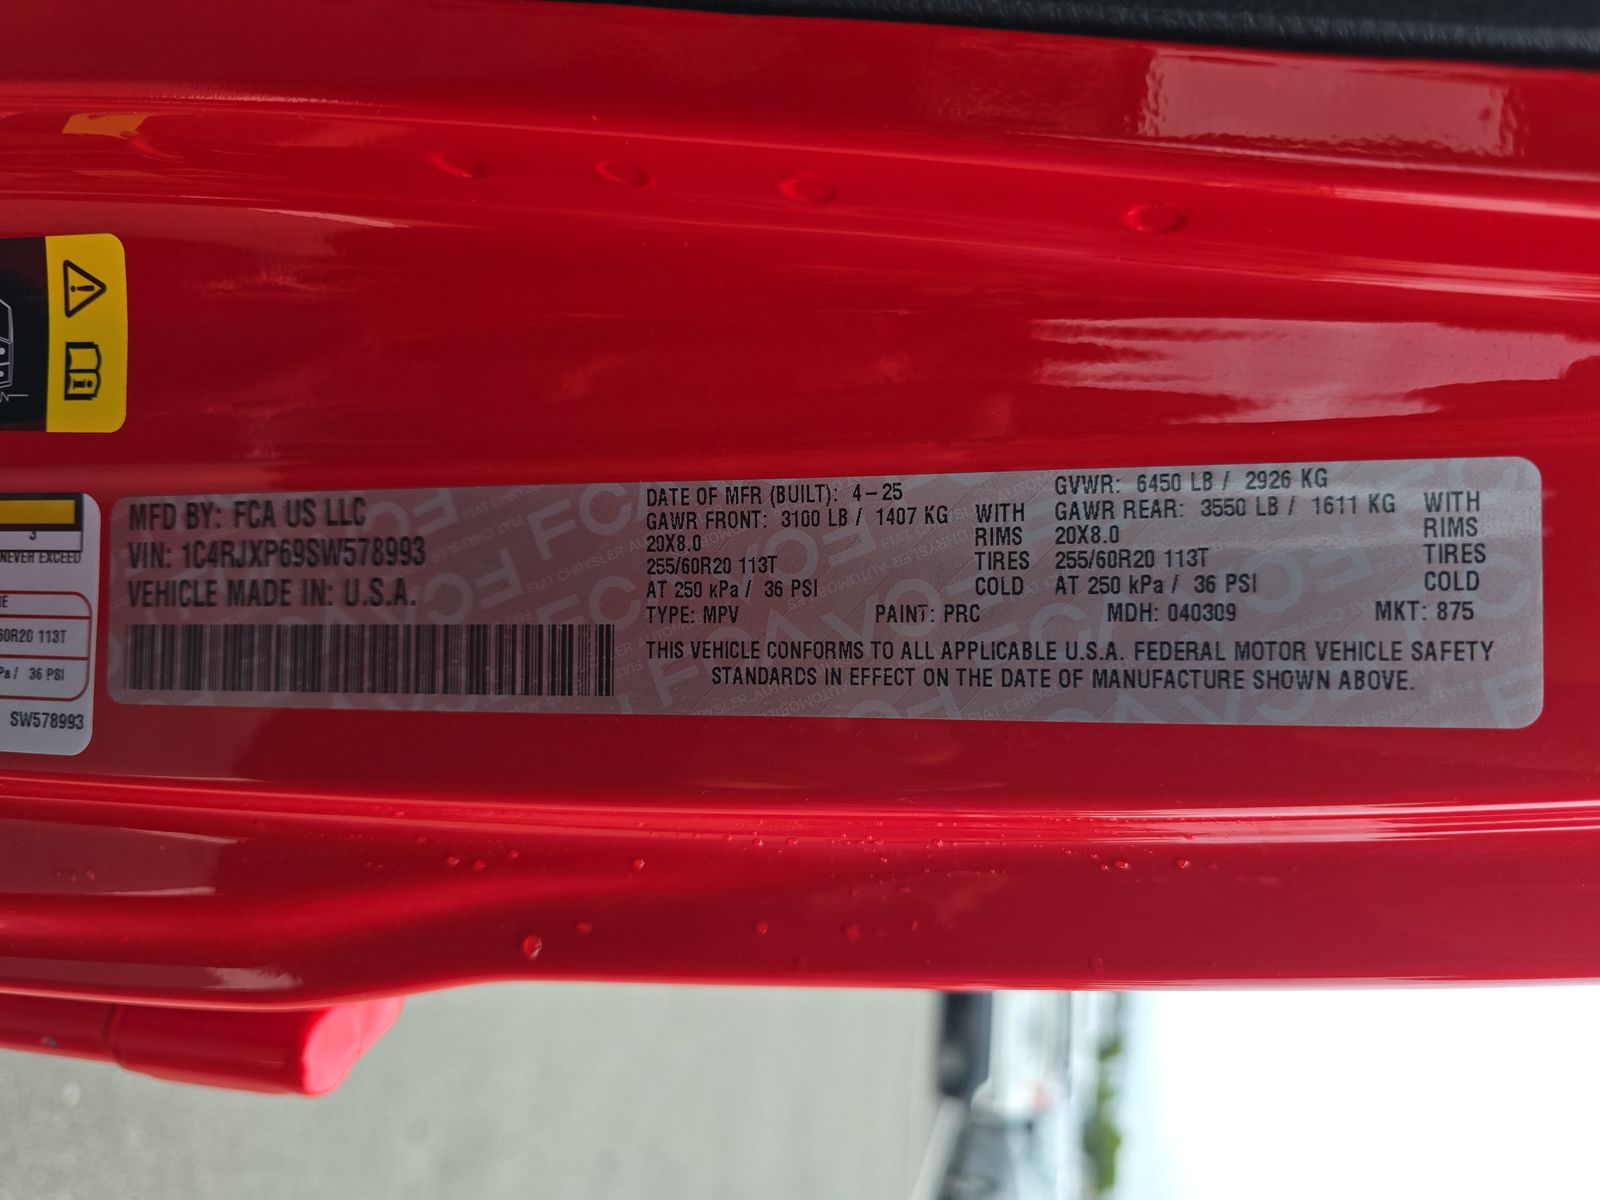 MFD BY: FCA US LLC
VIN: 1C4RJXP69SW578993
VEHICLE MADE IN: U.S.A.
DATE OF MFR (BUILT): 4-25
GAWR FRONT: 3100 LB / 1407 KG WITH
20X8.0 RIMS
255/60R20 113T TIRES
AT 250 kPa / 36 PSI COLD
GVWR: 6450 LB / 2926 KG
GAWR REAR: 3550 LB / 1611 KG WITH
20X8.0 RIMS
255/60R20 113T TIRES
AT 250 kPa / 36 PSI COLD
TYPE: MPV PAINT: PRC MDH: 040309 MKT: 875
THIS VEHICLE CONFORMS TO ALL APPLICABLE U.S.A. FEDERAL MOTOR VEHICLE SAFETY
STANDARDS IN EFFECT ON THE DATE OF MANUFACTURE SHOWN ABOVE.
3
NEVER EXCEED
60R20 113T
Pa / 36 PSI
SW578993